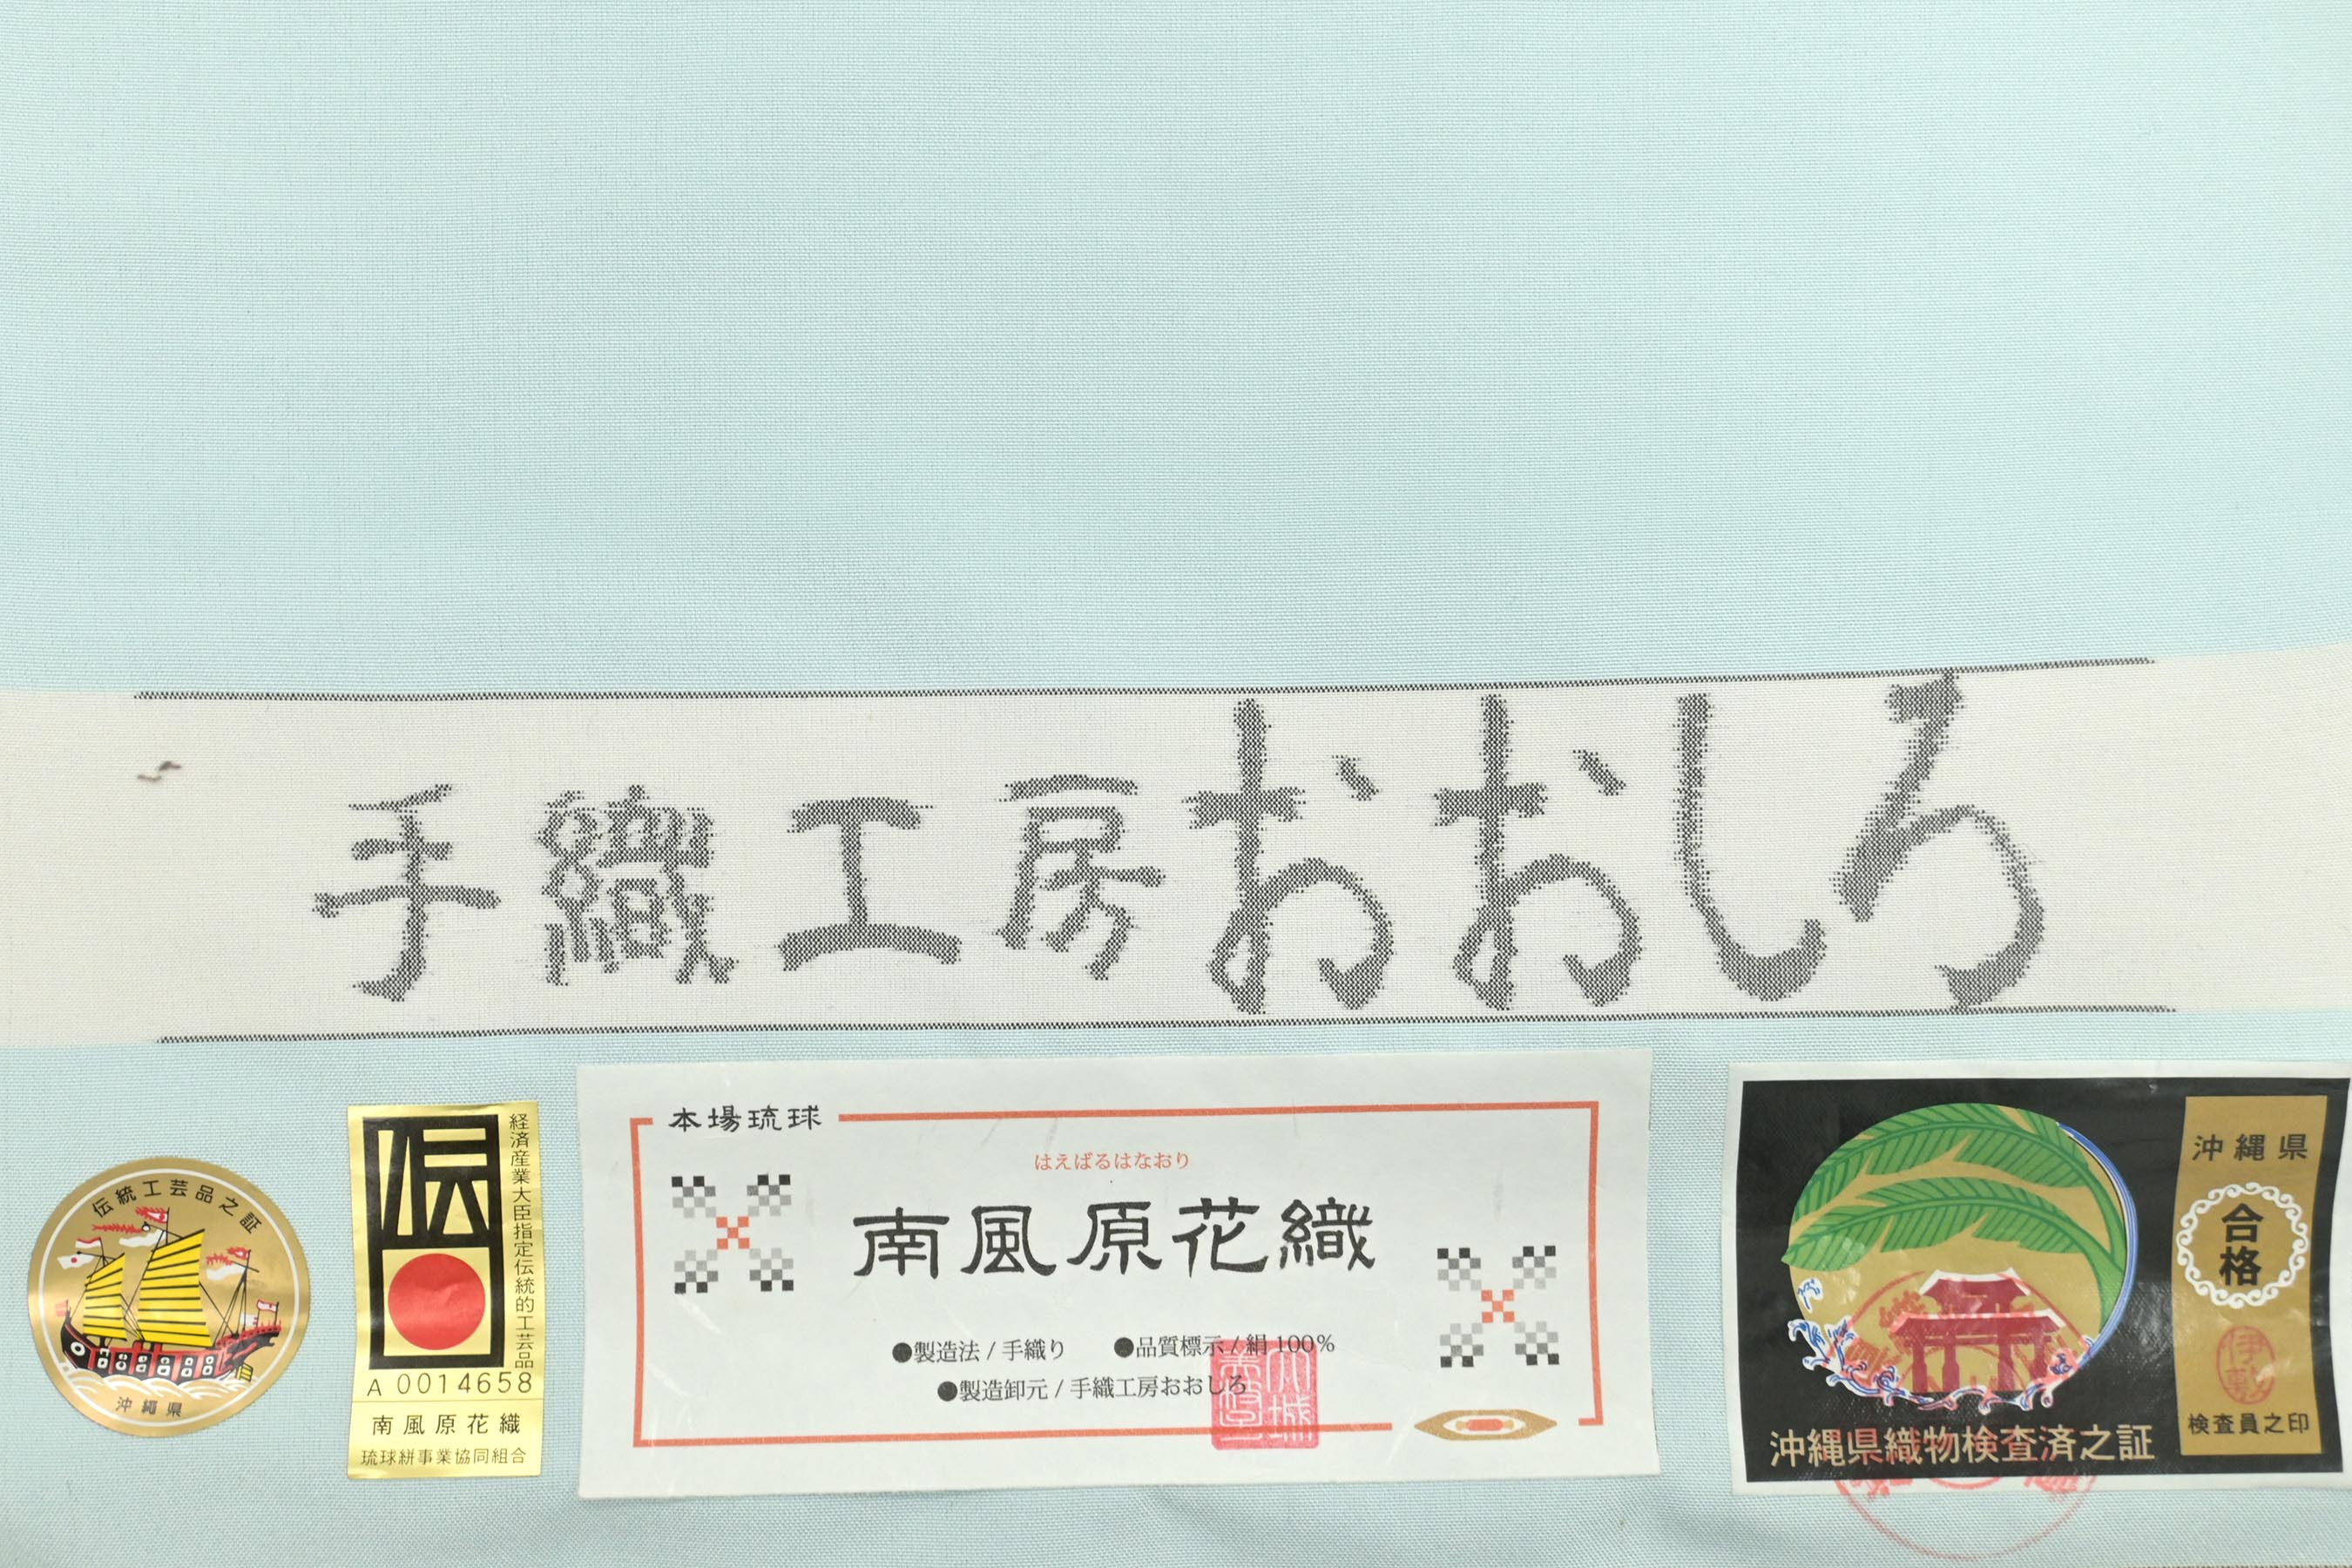 手織工房おおしろ
伝統工芸品之証
沖縄県
伝
経済産業大臣指定伝統的工芸品
A 0014658
南風原花織
琉球絣事業協同組合
本場琉球
はえばるはなおり
南風原花織
●製造法 / 手織り ●品質標示 / 絹 100%
●製造卸元 / 手織工房おおしろ
沖縄県
合格
検査員之印
沖縄県織物検査済之証